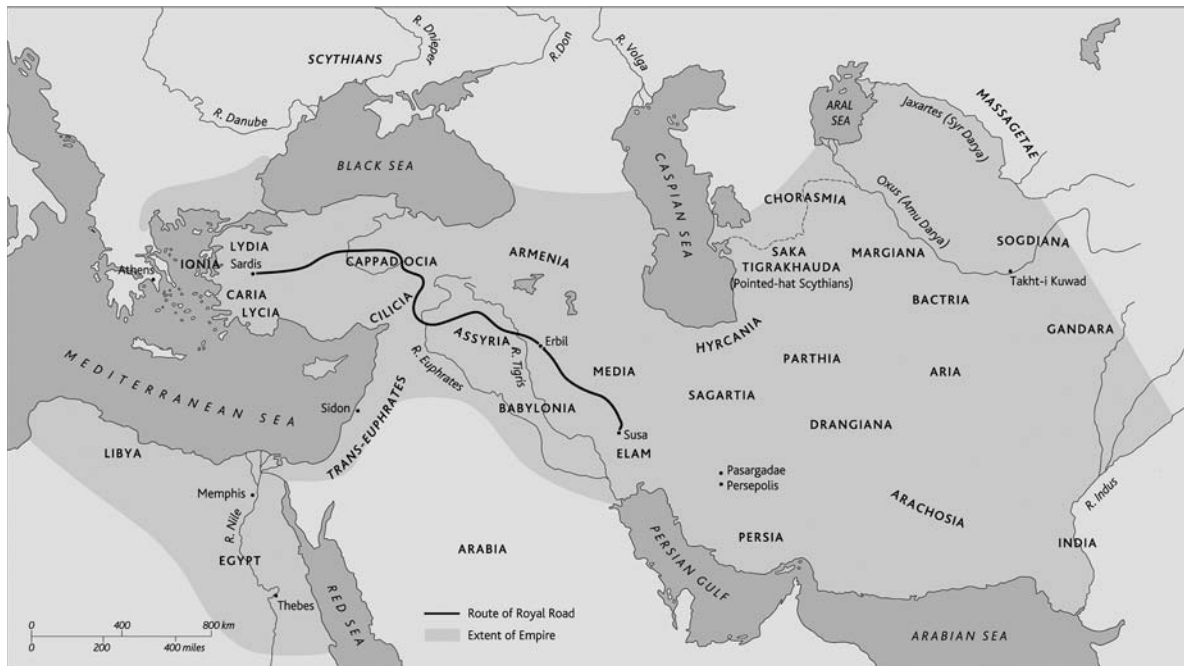 R. Dnieper
R. Don
R. Volga
SCYTHIANS
R. Danube
BLACK SEA
CASPIAN SEA
ARAL
SEA
Jaxartes (Syr Darya)
MASSAGETAE
Oxus (Amu Darya)
CHORASMIA
SOGDIANA
Takht-i Kuwad
SAKA
TIGRAKHAUDA
(Pointed-hat Scythians)
MARGIANA
BACTRIA
GANDARA
LYDIA
IONIA
Sardis
Athens
CARIA
LYCIA
CAPPADOCIA
ARMENIA
CILICIA
ASSYRIA
Erbil
R. Tigris
R. Euphrates
MEDIA
HYRCANIA
PARTHIA
ARIA
SAGARTIA
DRANGIANA
BABYLONIA
Susa
ELAM
MEDITERRANEAN SEA
Sidon
TRANS-EUPHRATES
LIBYA
Memphis
R. Nile
EGYPT
Thebes
RED SEA
ARABIA
Pasargadae
Persepolis
PERSIA
PERSIAN GULF
ARACHOSIA
R. Indus
INDIA
ARABIAN SEA
Route of Royal Road
Extent of Empire
0 400 800 km
0 200 400 miles